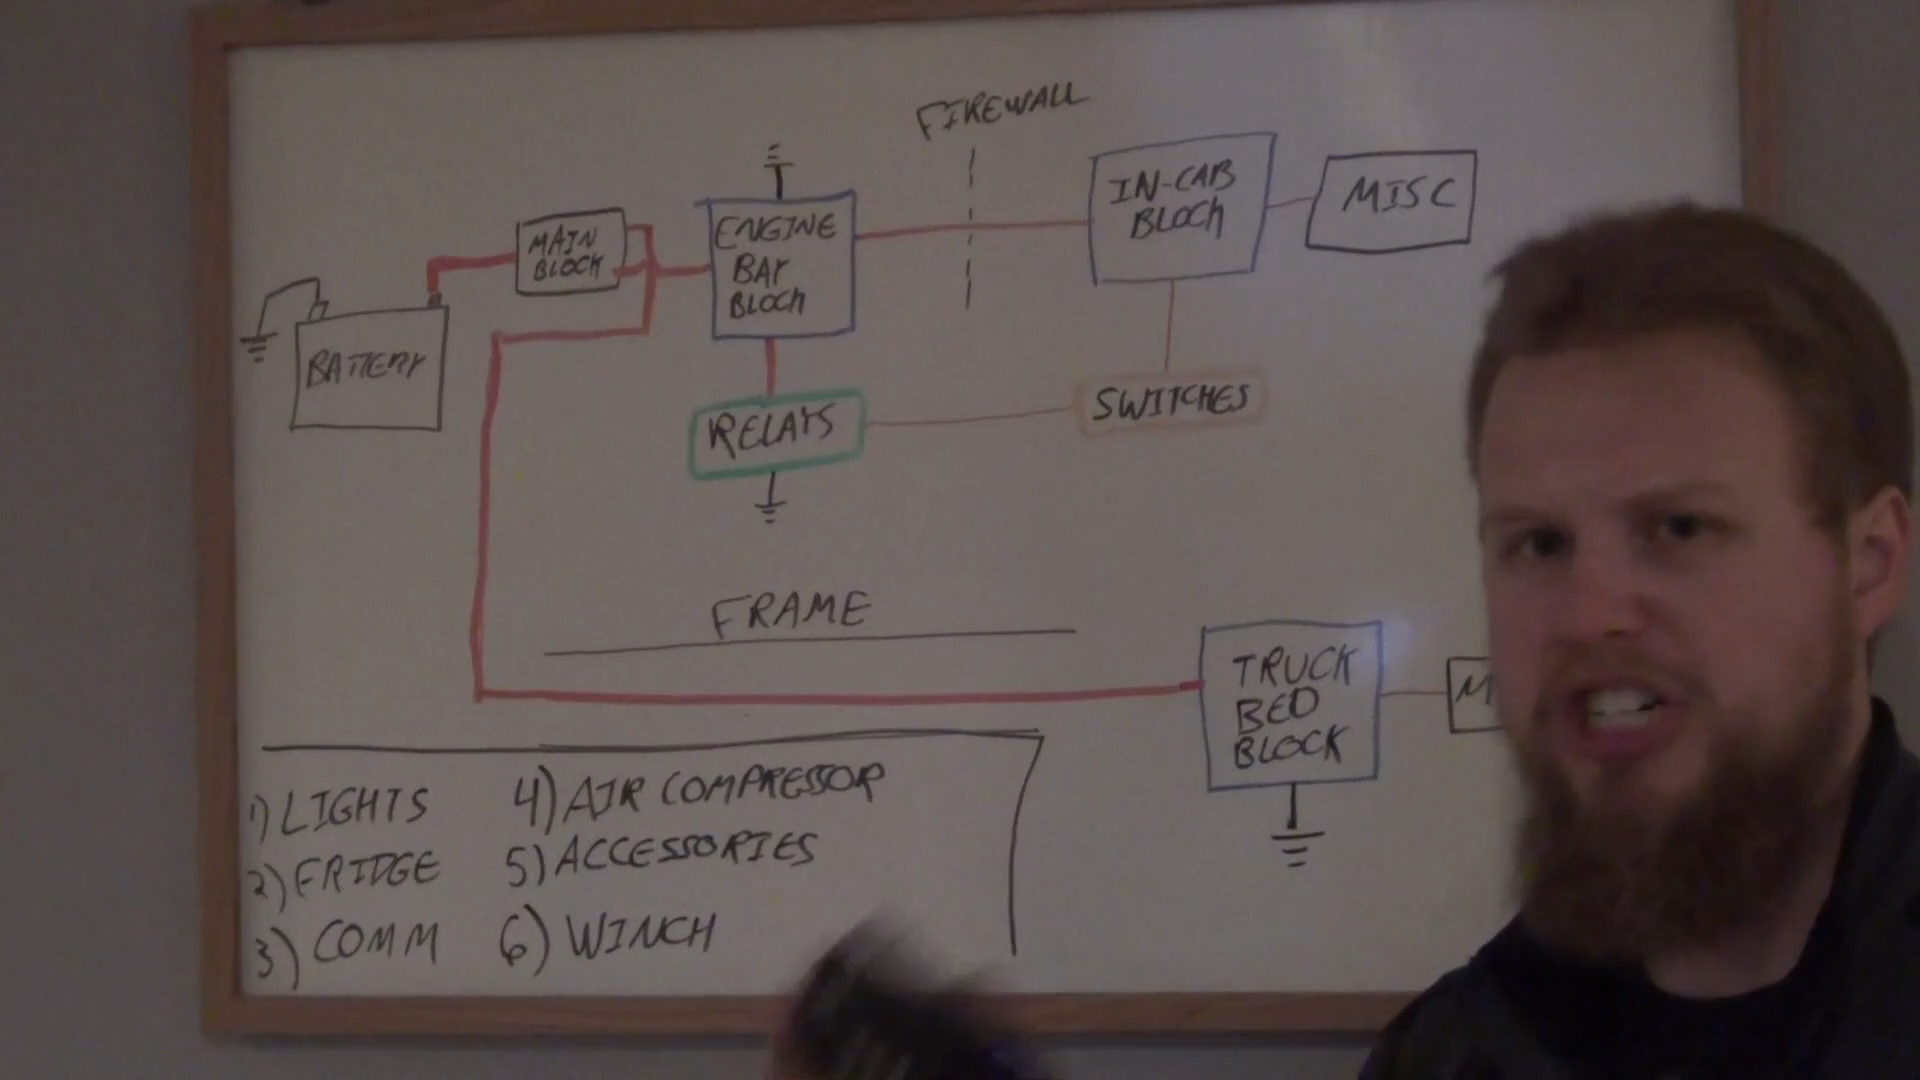 FIREWALL
IN-CAB
BLOCK
MISC
MAIN
BLOCK
ENGINE
BAY
BLOCK
BATTERY
RELAYS
SWITCHES
FRAME
TRUCK
BED
BLOCK
1) LIGHTS
2) FRIDGE
3) COMM
4) AIR COMPRESSOR
5) ACCESSORIES
6) WINCH